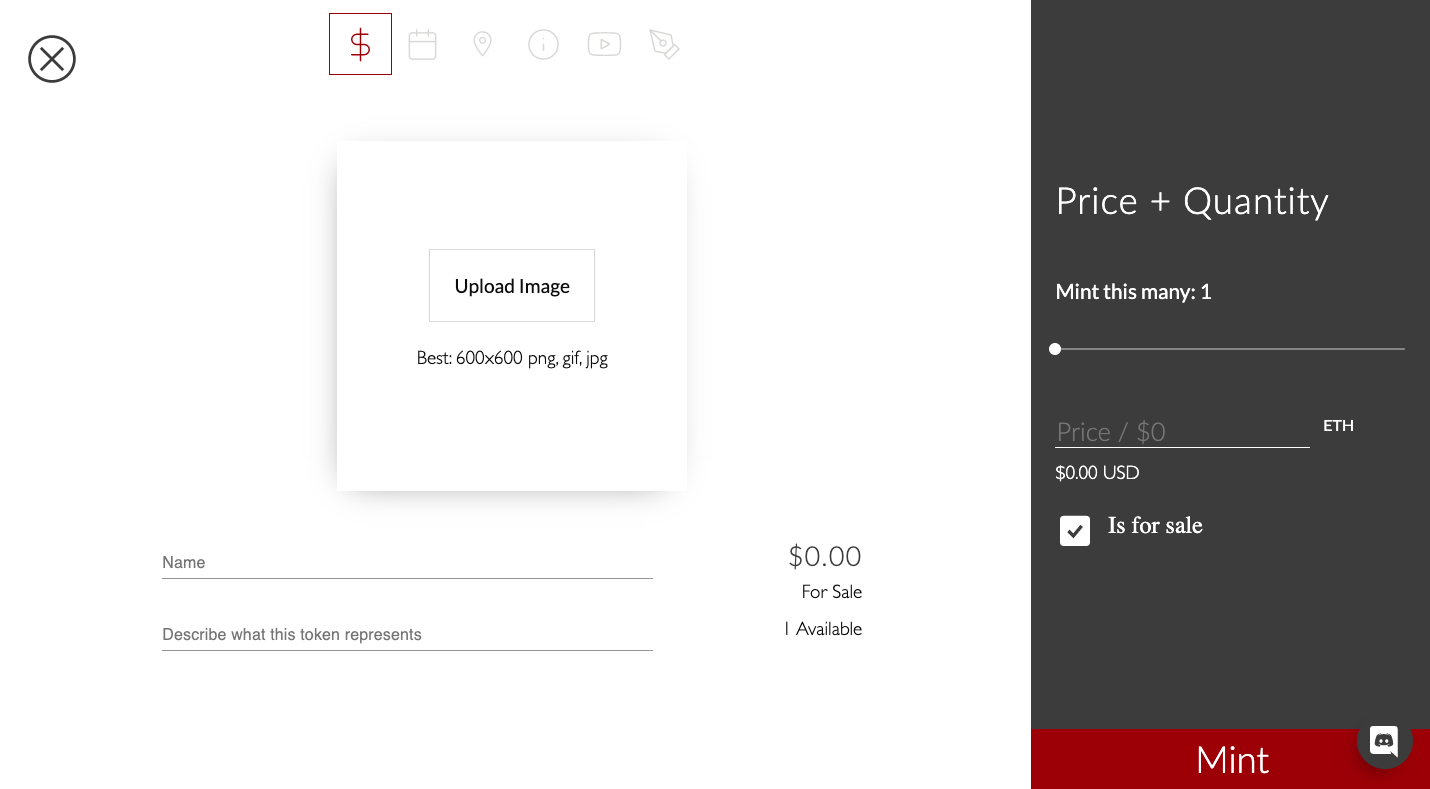 Upload Image
Best: 600x600 png, gif, jpg
Name
Describe what this token represents
$0.00
For Sale
1 Available
Price + Quantity
Mint this many: 1
Price / $0
ETH
$0.00 USD
Is for sale
Mint